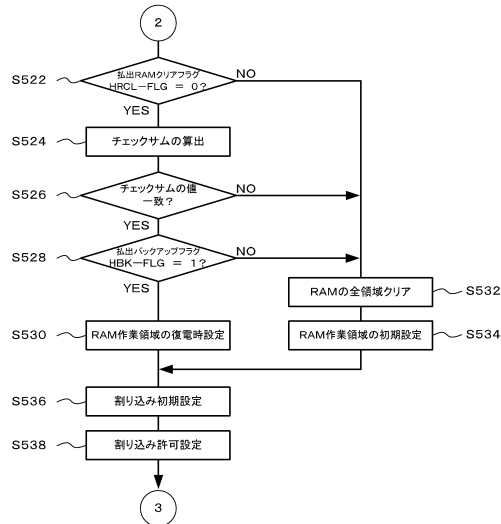 2
S522
払出RAMクリアフラグ
HRCL－FLG ＝ 0？
NO
YES
S524
チェックサムの算出
S526
チェックサムの値
一致？
NO
YES
S528
払出バックアップフラグ
HBK－FLG ＝ 1？
NO
YES
RAMの全領域クリア
S532
S530
RAM作業領域の復電時設定
RAM作業領域の初期設定
S534
S536
割り込み初期設定
S538
割り込み許可設定
3